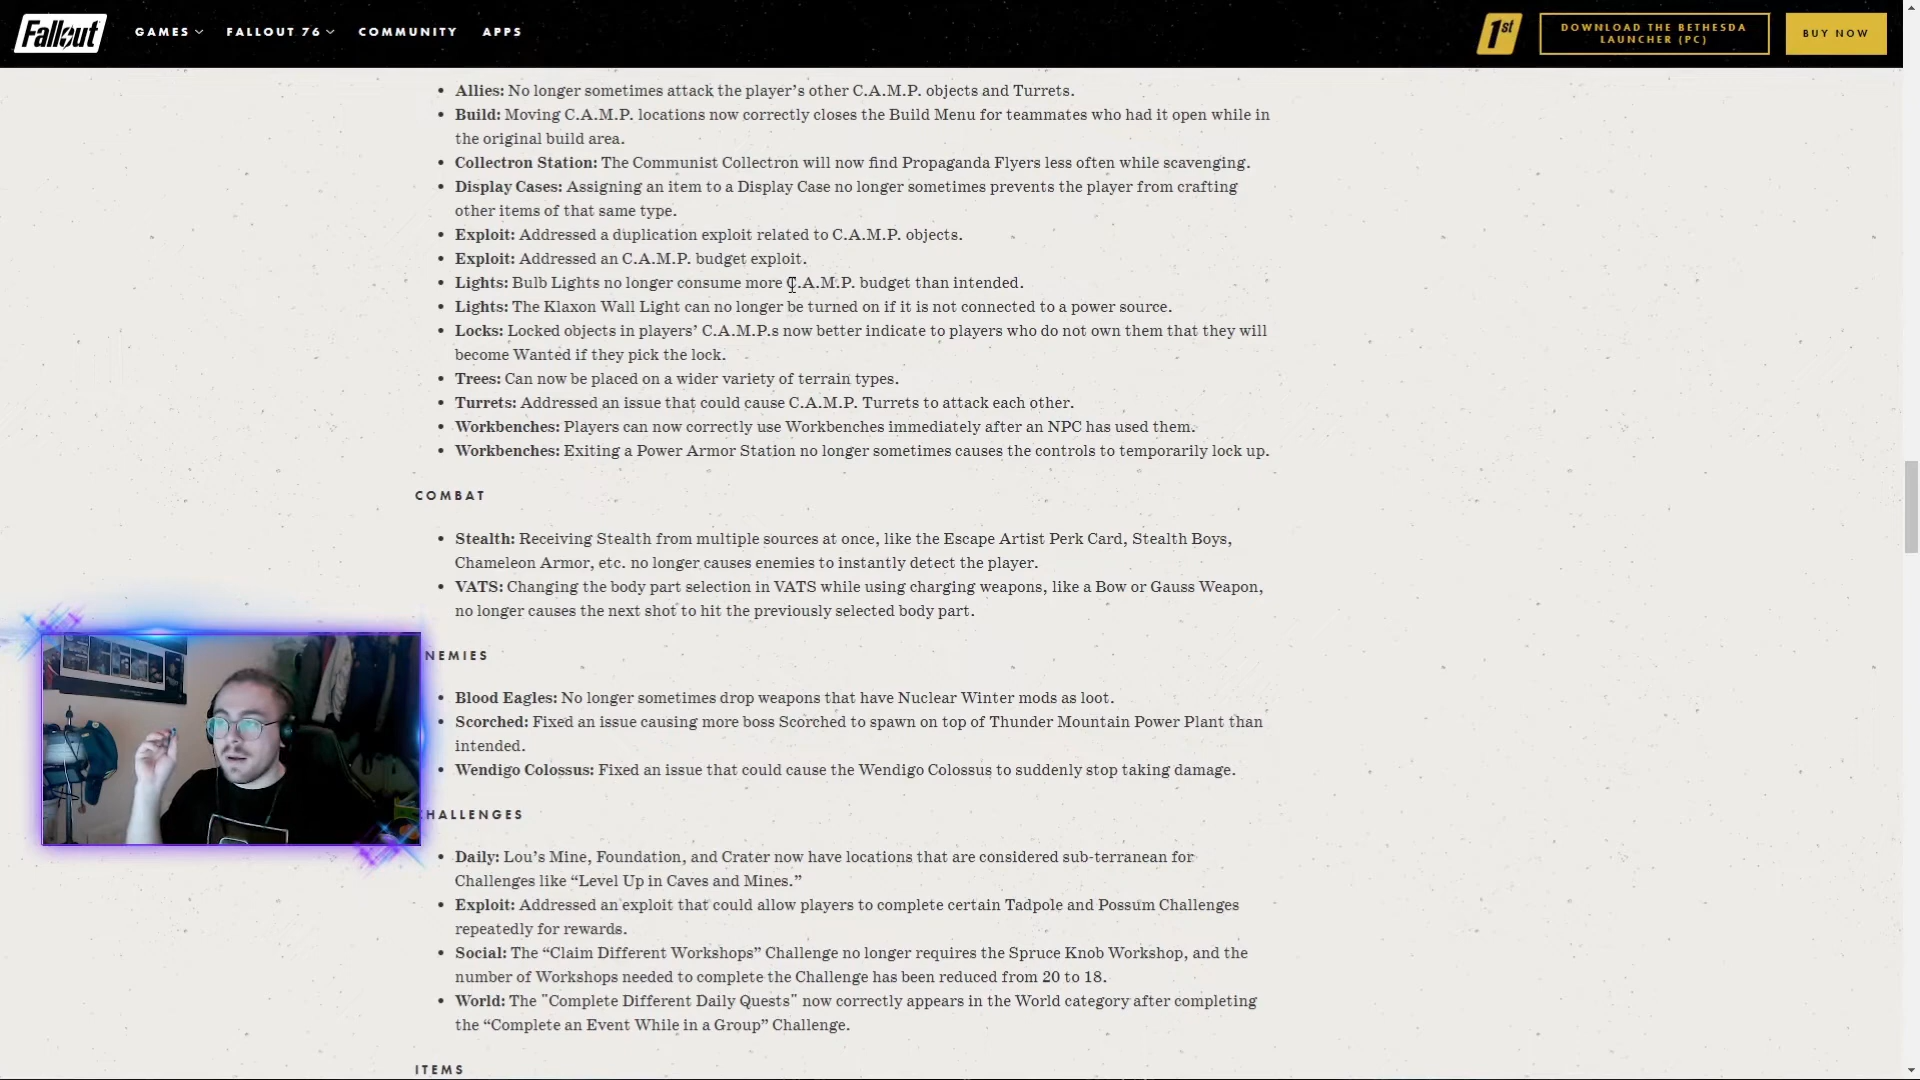 Fallout
GAMES
FALLOUT 76
COMMUNITY
APPS
1st
DOWNLOAD THE BETHESDA
LAUNCHER (PC)
BUY NOW
• Allies: No longer sometimes attack the player’s other C.A.M.P. objects and Turrets.
• Build: Moving C.A.M.P. locations now correctly closes the Build Menu for teammates who had it open while in
the original build area.
• Collectron Station: The Communist Collectron will now find Propaganda Flyers less often while scavenging.
• Display Cases: Assigning an item to a Display Case no longer sometimes prevents the player from crafting
other items of that same type.
• Exploit: Addressed a duplication exploit related to C.A.M.P. objects.
• Exploit: Addressed an C.A.M.P. budget exploit.
• Lights: Bulb Lights no longer consume more C.A.M.P. budget than intended.
• Lights: The Klaxon Wall Light can no longer be turned on if it is not connected to a power source.
• Locks: Locked objects in players’ C.A.M.P.s now better indicate to players who do not own them that they will
become Wanted if they pick the lock.
• Trees: Can now be placed on a wider variety of terrain types.
• Turrets: Addressed an issue that could cause C.A.M.P. Turrets to attack each other.
• Workbenches: Players can now correctly use Workbenches immediately after an NPC has used them.
• Workbenches: Exiting a Power Armor Station no longer sometimes causes the controls to temporarily lock up.
COMBAT
• Stealth: Receiving Stealth from multiple sources at once, like the Escape Artist Perk Card, Stealth Boys,
Chameleon Armor, etc. no longer causes enemies to instantly detect the player.
• VATS: Changing the body part selection in VATS while using charging weapons, like a Bow or Gauss Weapon,
no longer causes the next shot to hit the previously selected body part.
NEMIES
• Blood Eagles: No longer sometimes drop weapons that have Nuclear Winter mods as loot.
• Scorched: Fixed an issue causing more boss Scorched to spawn on top of Thunder Mountain Power Plant than
intended.
• Wendigo Colossus: Fixed an issue that could cause the Wendigo Colossus to suddenly stop taking damage.
HALLENGES
• Daily: Lou’s Mine, Foundation, and Crater now have locations that are considered sub-terranean for
Challenges like “Level Up in Caves and Mines.”
• Exploit: Addressed an exploit that could allow players to complete certain Tadpole and Possum Challenges
repeatedly for rewards.
• Social: The “Claim Different Workshops” Challenge no longer requires the Spruce Knob Workshop, and the
number of Workshops needed to complete the Challenge has been reduced from 20 to 18.
• World: The "Complete Different Daily Quests" now correctly appears in the World category after completing
the “Complete an Event While in a Group” Challenge.
ITEMS